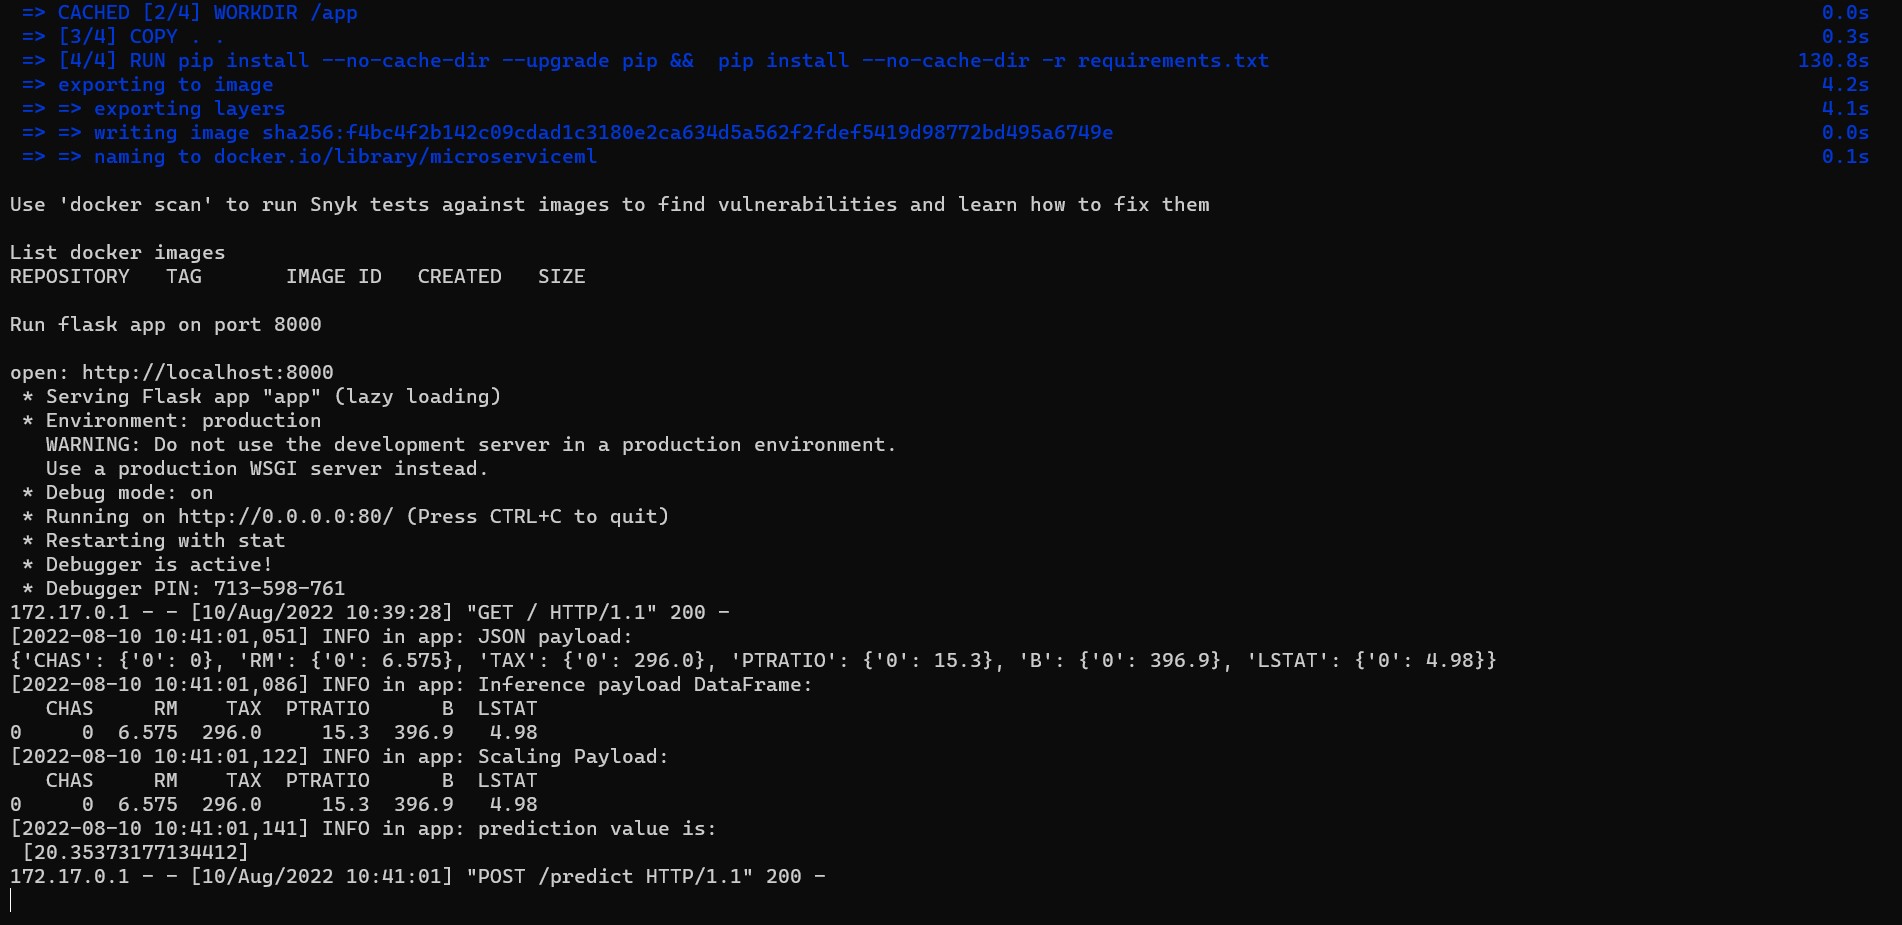 => CACHED [2/4] WORKDIR /app 0.0s
=> [3/4] COPY . . 0.3s
=> [4/4] RUN pip install --no-cache-dir --upgrade pip &&  pip install --no-cache-dir -r requirements.txt 130.8s
=> exporting to image 4.2s
=> => exporting layers 4.1s
=> => writing image sha256:f4bc4f2b142c09cdad1c3180e2ca634d5a562f2fdef5419d98772bd495a6749e 0.0s
=> => naming to docker.io/library/microserviceml 0.1s
Use 'docker scan' to run Snyk tests against images to find vulnerabilities and learn how to fix them
List docker images
REPOSITORY   TAG       IMAGE ID   CREATED   SIZE
Run flask app on port 8000
open: http://localhost:8000
 * Serving Flask app "app" (lazy loading)
 * Environment: production
   WARNING: Do not use the development server in a production environment.
   Use a production WSGI server instead.
 * Debug mode: on
 * Running on http://0.0.0.0:80/ (Press CTRL+C to quit)
 * Restarting with stat
 * Debugger is active!
 * Debugger PIN: 713-598-761
172.17.0.1 - - [10/Aug/2022 10:39:28] "GET / HTTP/1.1" 200 -
[2022-08-10 10:41:01,051] INFO in app: JSON payload:
{'CHAS': {'0': 0}, 'RM': {'0': 6.575}, 'TAX': {'0': 296.0}, 'PTRATIO': {'0': 15.3}, 'B': {'0': 396.9}, 'LSTAT': {'0': 4.98}}
[2022-08-10 10:41:01,086] INFO in app: Inference payload DataFrame:
   CHAS     RM    TAX  PTRATIO      B  LSTAT
0     0  6.575  296.0     15.3  396.9   4.98
[2022-08-10 10:41:01,122] INFO in app: Scaling Payload:
   CHAS     RM    TAX  PTRATIO      B  LSTAT
0     0  6.575  296.0     15.3  396.9   4.98
[2022-08-10 10:41:01,141] INFO in app: prediction value is:
 [20.35373177134412]
172.17.0.1 - - [10/Aug/2022 10:41:01] "POST /predict HTTP/1.1" 200 -